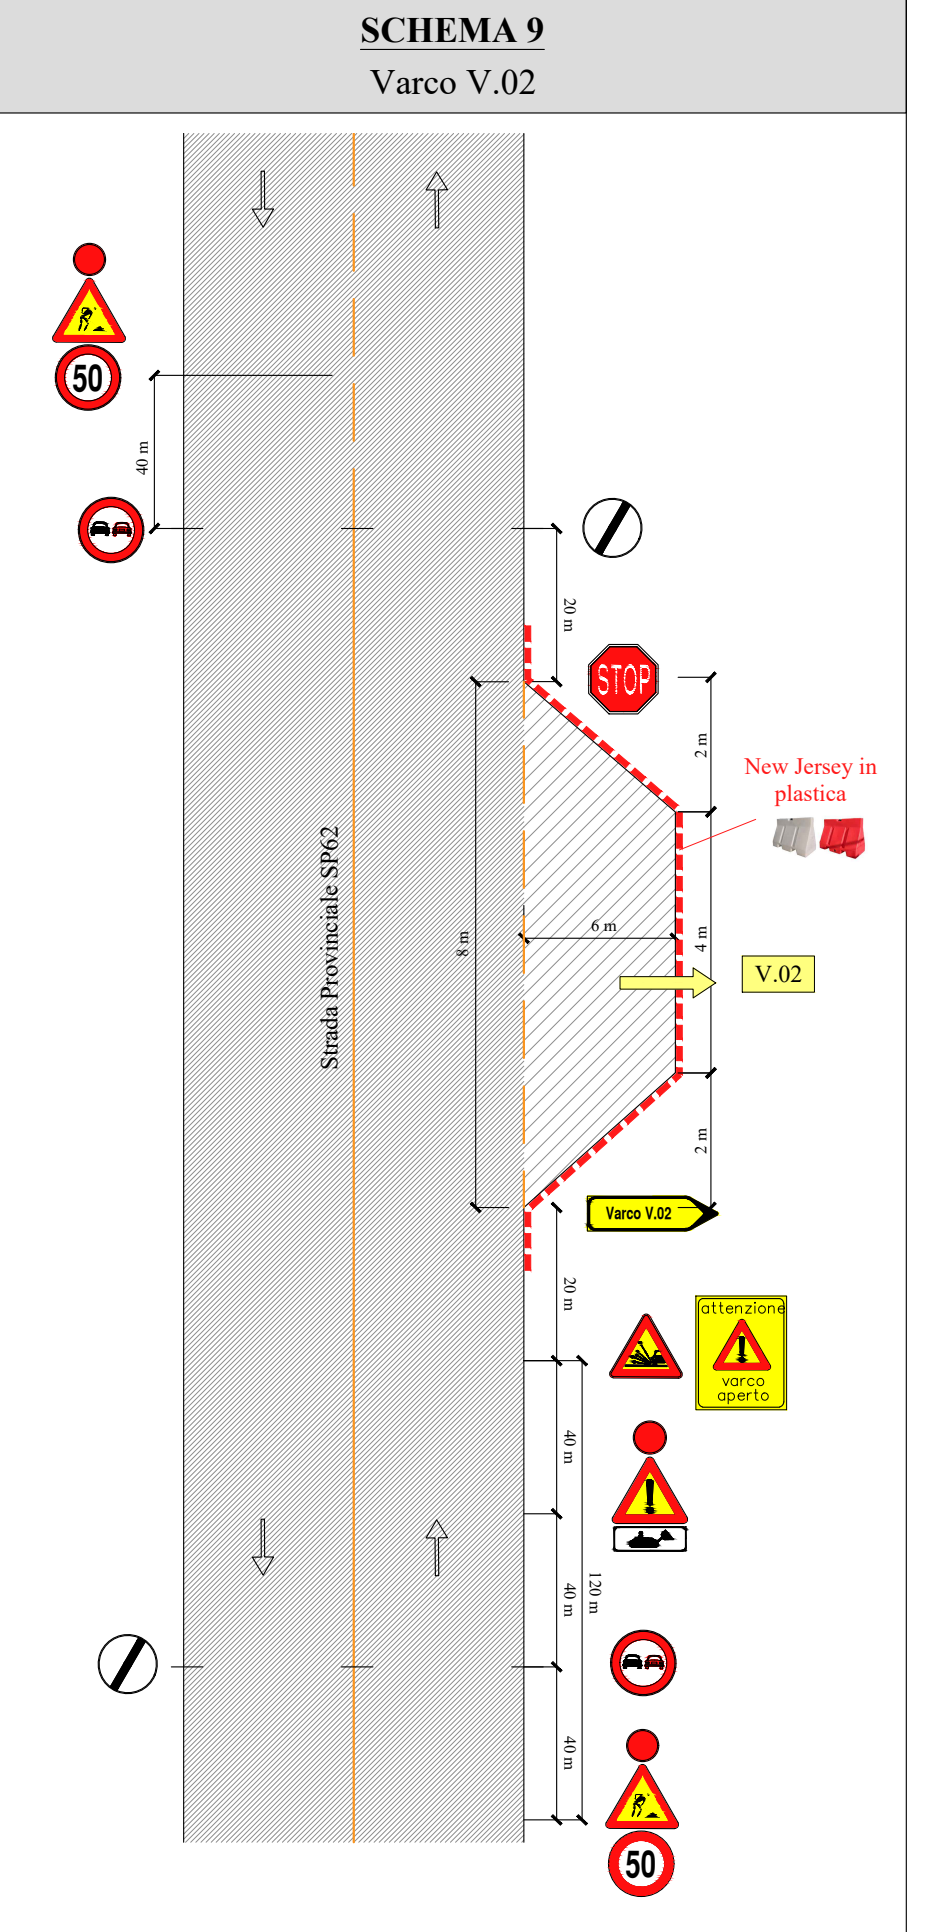 SCHEMA 9
Varco V.02
50
40 m
20 m
STOP
2 m
New Jersey in
plastica
Strada Provinciale SP62
8 m
6 m
4 m
V.02
2 m
Varco V.02
20 m
attenzione
varco
aperto
40 m
40 m
120 m
40 m
50